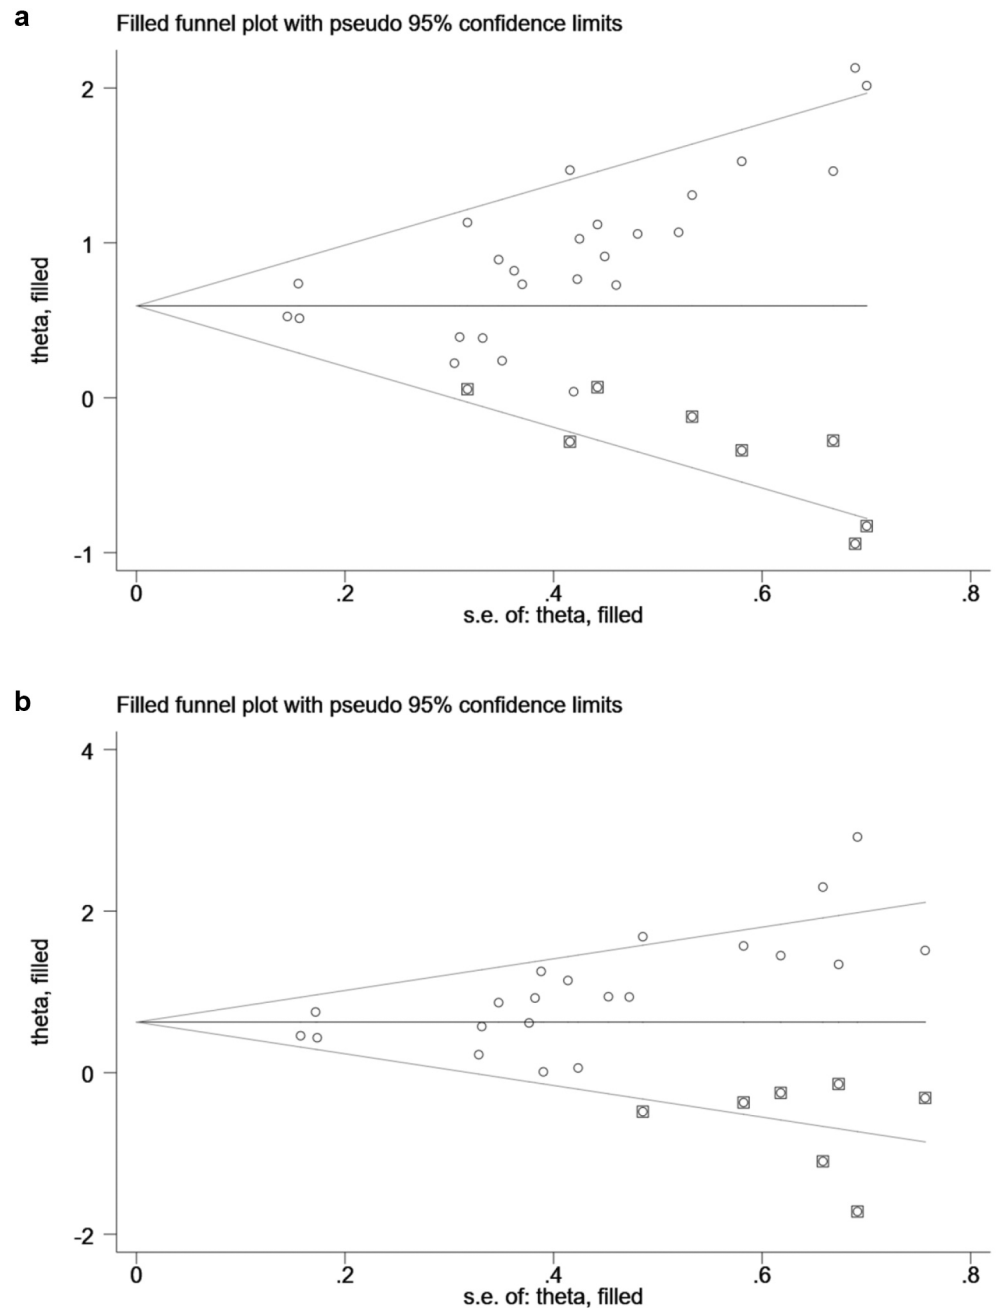 a
Filled funnel plot with pseudo 95% confidence limits
theta, filled
2
1
0
-1
0 .2 .4 .6 .8
s.e. of: theta, filled
b
Filled funnel plot with pseudo 95% confidence limits
theta, filled
4
2
0
-2
0 .2 .4 .6 .8
s.e. of: theta, filled